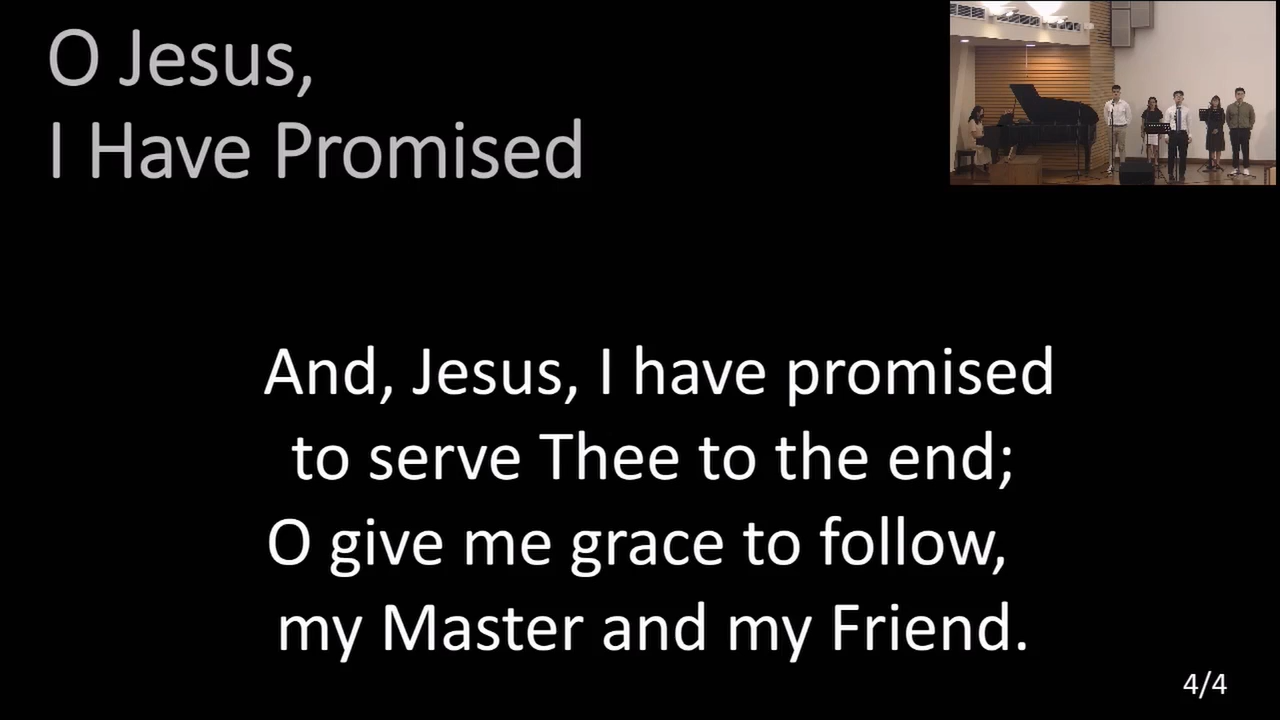 O Jesus,
I Have Promised
And, Jesus, I have promised
to serve Thee to the end;
O give me grace to follow,
my Master and my Friend.
4/4